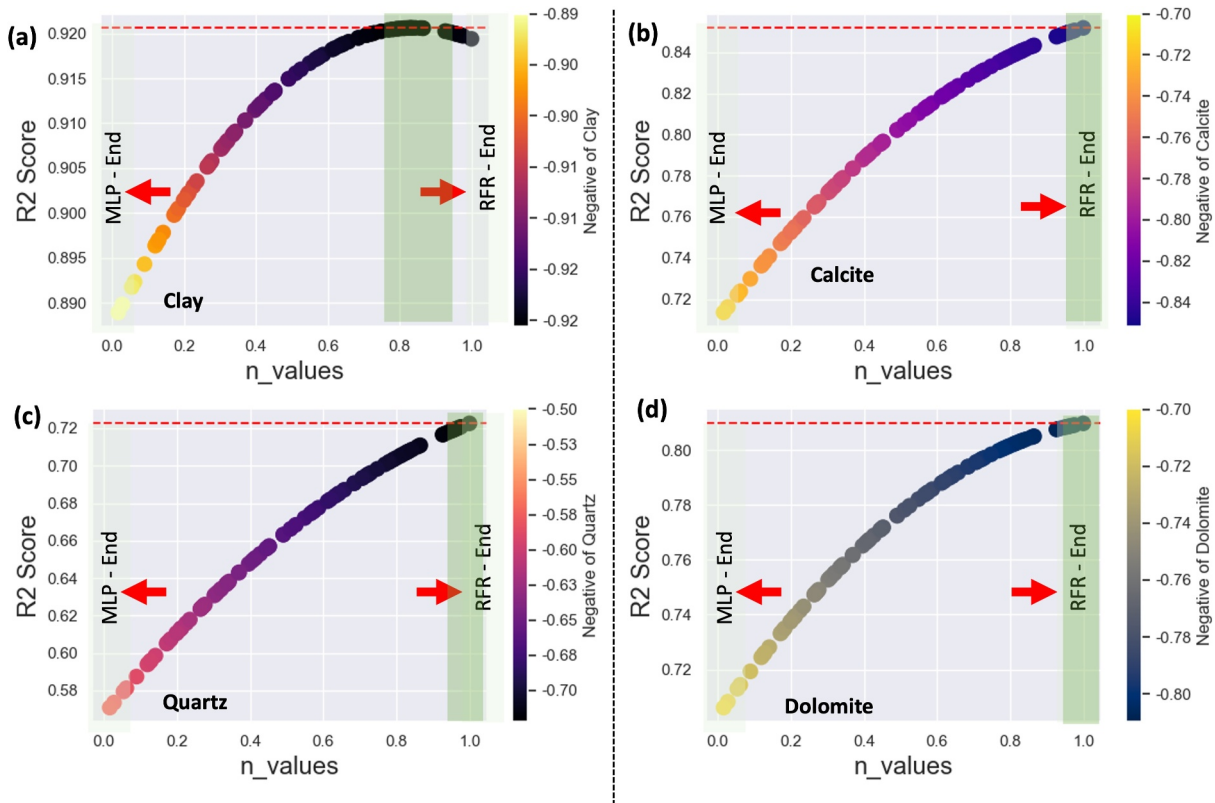 (a)
0.920
0.915
0.910
0.905
0.900
0.895
0.890
R2 Score
MLP - End
RFR - End
Clay
0.0 0.2 0.4 0.6 0.8 1.0
n_values
-0.89
-0.90
-0.90
-0.91
-0.91
-0.92
-0.92
Negative of Clay
(b)
0.84
0.82
0.80
0.78
0.76
0.74
0.72
R2 Score
MLP - End
RFR - End
Calcite
0.0 0.2 0.4 0.6 0.8 1.0
n_values
-0.70
-0.72
-0.74
-0.76
-0.78
-0.80
-0.82
-0.84
Negative of Calcite
(c)
0.72
0.70
0.68
0.66
0.64
0.62
0.60
0.58
R2 Score
MLP - End
RFR - End
Quartz
0.0 0.2 0.4 0.6 0.8 1.0
n_values
-0.50
-0.53
-0.55
-0.57
-0.60
-0.63
-0.65
-0.68
-0.70
Negative of Quartz
(d)
0.80
0.78
0.76
0.74
0.72
R2 Score
MLP - End
RFR - End
Dolomite
0.0 0.2 0.4 0.6 0.8 1.0
n_values
-0.70
-0.72
-0.74
-0.76
-0.78
-0.80
Negative of Dolomite